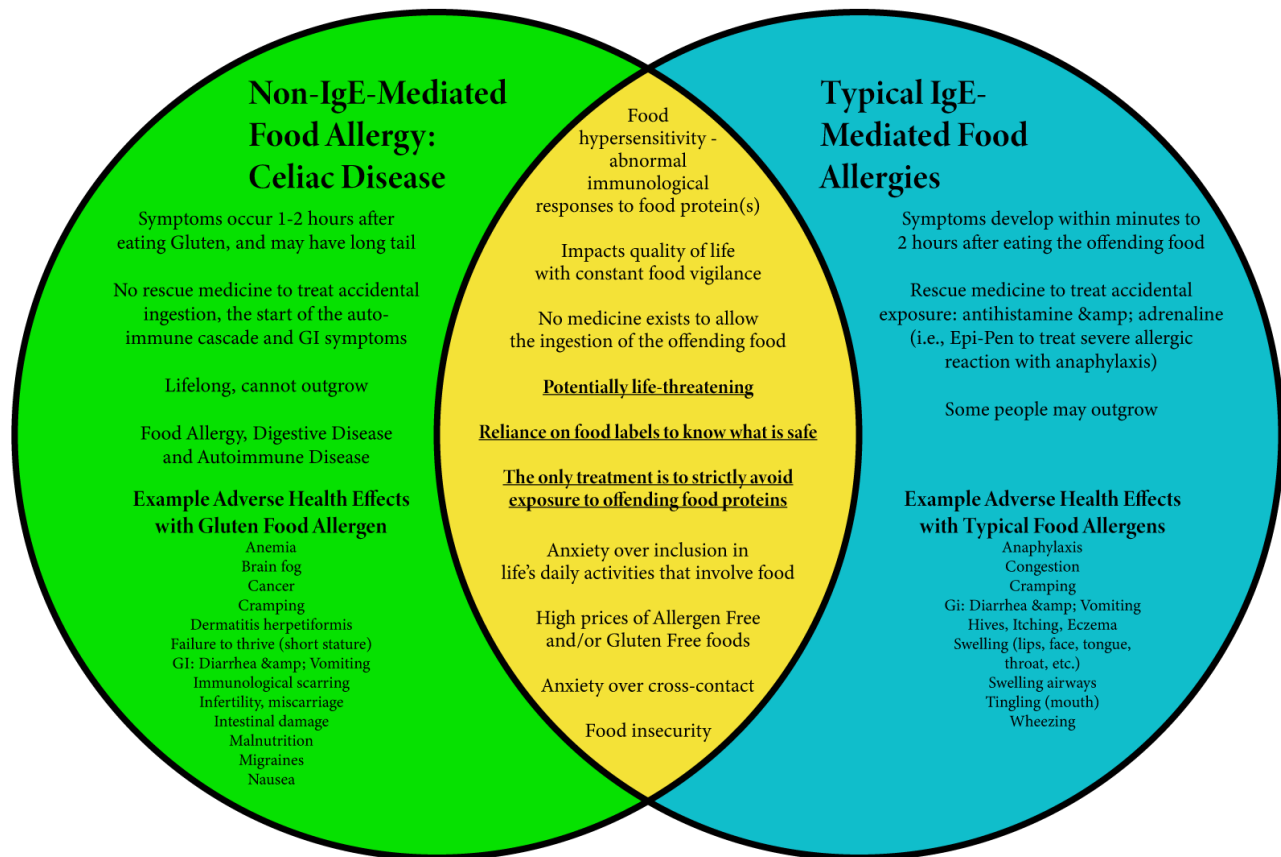 Non-IgE-Mediated
Food Allergy:
Celiac Disease
Symptoms occur 1-2 hours after
eating Gluten, and may have long tail
No rescue medicine to treat accidental
ingestion, the start of the auto-
immune cascade and GI symptoms
Lifelong, cannot outgrow
Food Allergy, Digestive Disease
and Autoimmune Disease
Example Adverse Health Effects
with Gluten Food Allergen
Anemia
Brain fog
Cancer
Cramping
Dermatitis herpetiformis
Failure to thrive (short stature)
GI: Diarrhea &amp; Vomiting
Immunological scarring
Infertility, miscarriage
Intestinal damage
Malnutrition
Migraines
Nausea
Food
hypersensitivity -
abnormal
immunological
responses to food protein(s)
Impacts quality of life
with constant food vigilance
No medicine exists to allow
the ingestion of the offending food
Potentially life-threatening
Reliance on food labels to know what is safe
The only treatment is to strictly avoid
exposure to offending food proteins
Anxiety over inclusion in
life's daily activities that involve food
High prices of Allergen Free
and/or Gluten Free foods
Anxiety over cross-contact
Food insecurity
Typical IgE-
Mediated Food
Allergies
Symptoms develop within minutes to
2 hours after eating the offending food
Rescue medicine to treat accidental
exposure: antihistamine &amp; adrenaline
(i.e., Epi-Pen to treat severe allergic
reaction with anaphylaxis)
Some people may outgrow
Example Adverse Health Effects
with Typical Food Allergens
Anaphylaxis
Congestion
Cramping
Gi: Diarrhea &amp; Vomiting
Hives, Itching, Eczema
Swelling (lips, face, tongue,
throat, etc.)
Swelling airways
Tingling (mouth)
Wheezing